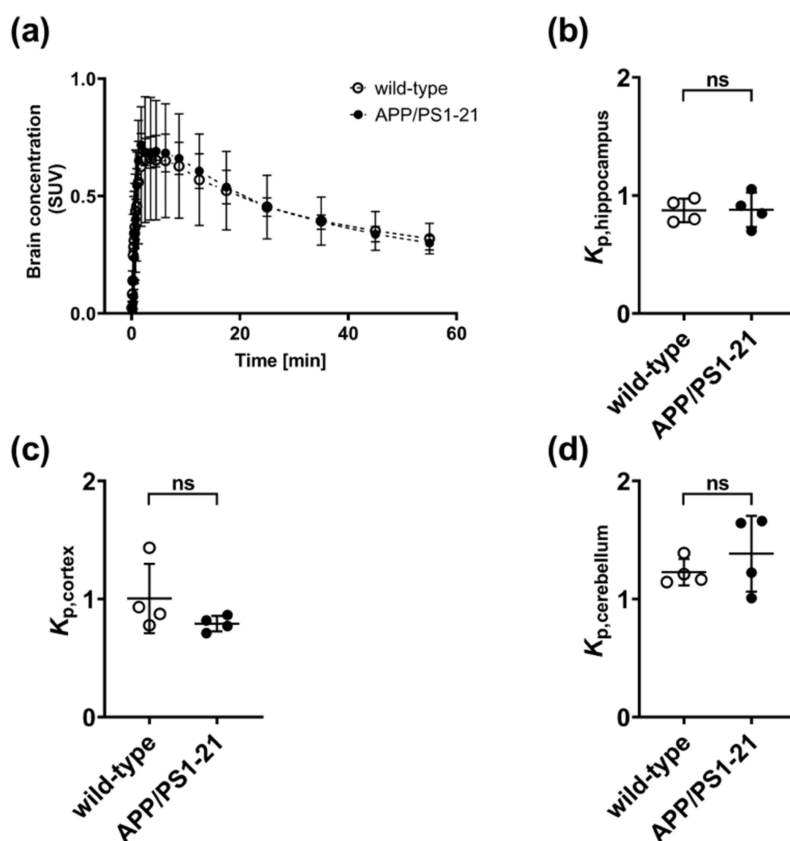 (a)
1.0
0.5
0.0
Brain concentration
(SUV)
wild-type
APP/PS1-21
0
20
40
60
Time [min]
(b)
2
1
0
Kp,hippocampus
ns
wild-type
APP/PS1-21
(c)
2
1
0
Kp,cortex
ns
wild-type
APP/PS1-21
(d)
2
1
0
Kp,cerebellum
ns
wild-type
APP/PS1-21